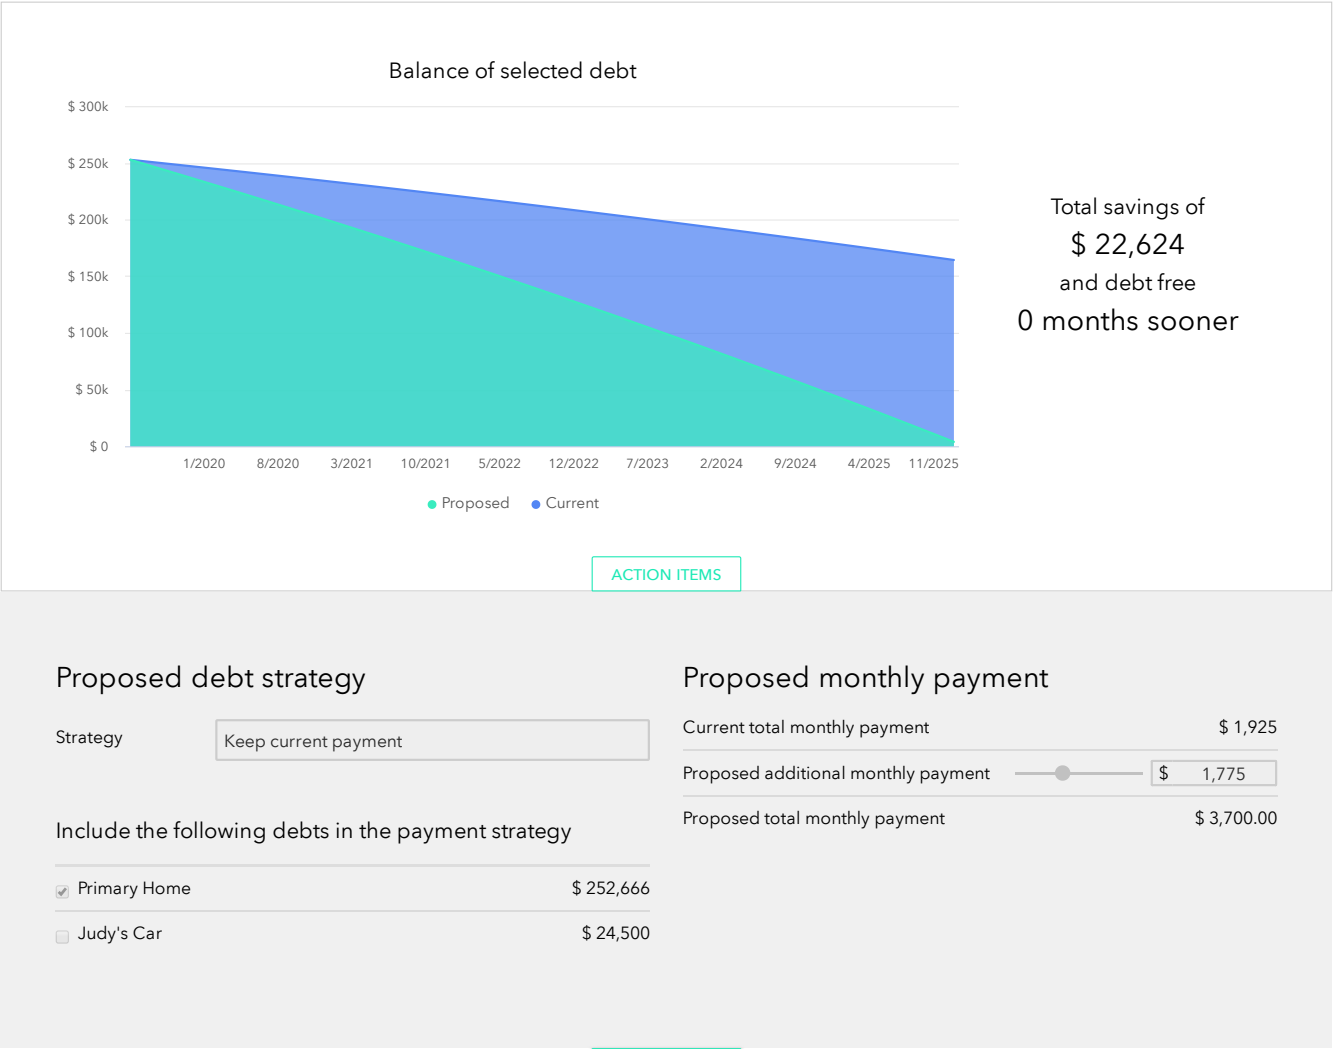 Balance of selected debt
$ 300k
$ 250k
$ 200k
$ 150k
$ 100k
$ 50k
$ 0
1/2020 8/2020 3/2021 10/2021 5/2022 12/2022 7/2023 2/2024 9/2024 4/2025 11/2025
Proposed Current
Total savings of
$ 22,624
and debt free
0 months sooner
ACTION ITEMS
Proposed debt strategy
Strategy Keep current payment
Include the following debts in the payment strategy
Primary Home $ 252,666
Judy's Car $ 24,500
Proposed monthly payment
Current total monthly payment $ 1,925
Proposed additional monthly payment $ 1,775
Proposed total monthly payment $ 3,700.00